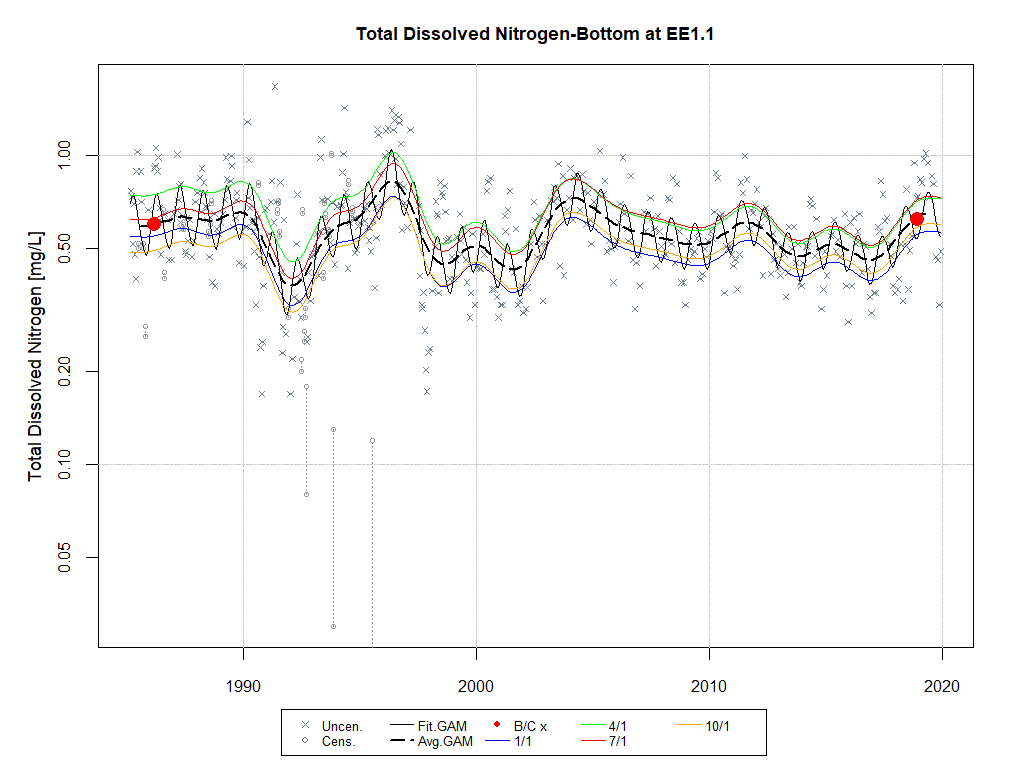 Total Dissolved Nitrogen-Bottom at EE1.1
Total Dissolved Nitrogen [mg/L]
1.00
0.50
0.20
0.10
0.05
1990 2000 2010 2020
Uncen. Fit.GAM B/C x 4/1 10/1
Cens. Avg.GAM 1/1 7/1